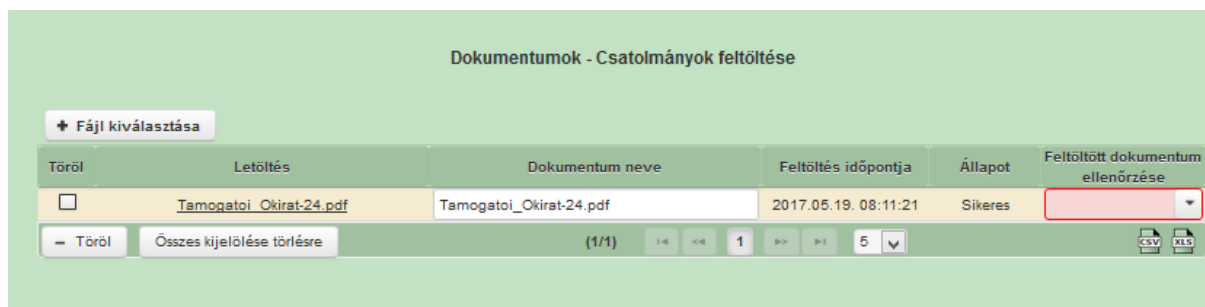 Dokumentumok - Csatolmányok feltöltése
+ Fájl kiválasztása
Töröl Letöltés Dokumentum neve Feltöltés időpontja Állapot Feltöltött dokumentum ellenőrzése
Tamogatoi_Okirat-24.pdf Tamogatoi_Okirat-24.pdf 2017.05.19. 08:11:21 Sikeres
- Töröl Összes kijelölése törlésre (1/1) 1 5 CSV XLS